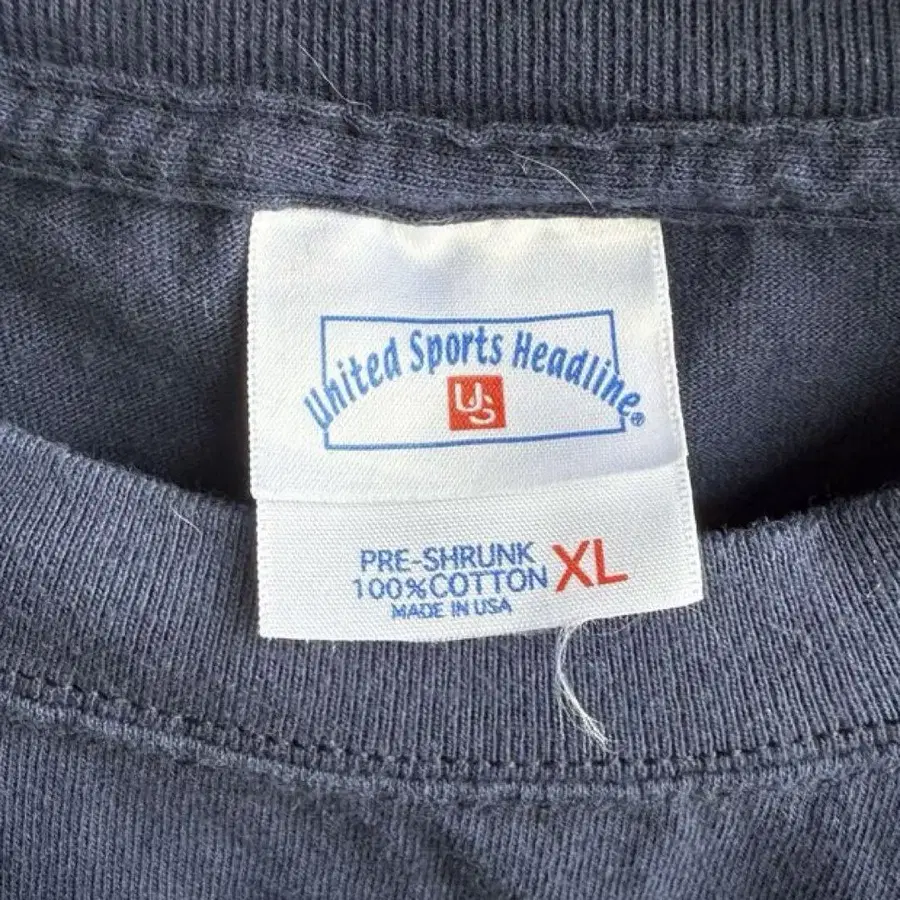 United Sports Headline®
US
PRE-SHRUNK
100%COTTON XL
MADE IN USA